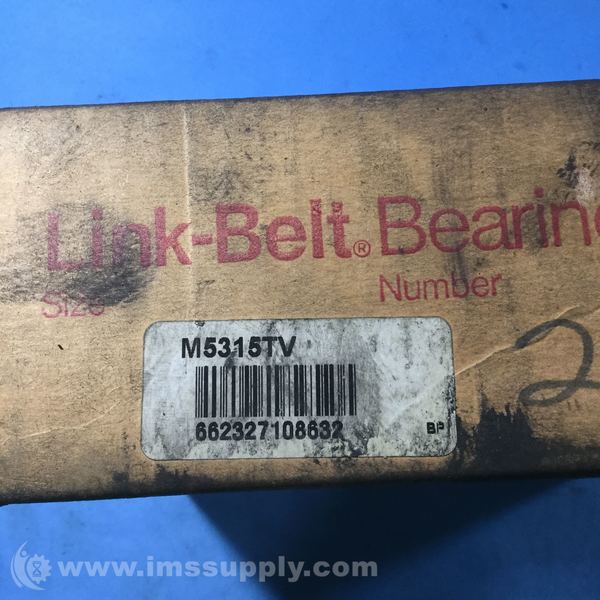 Link-Belt® Bearing
Size Number
M5315TV
662327108632
BP
2
www.imssupply.com